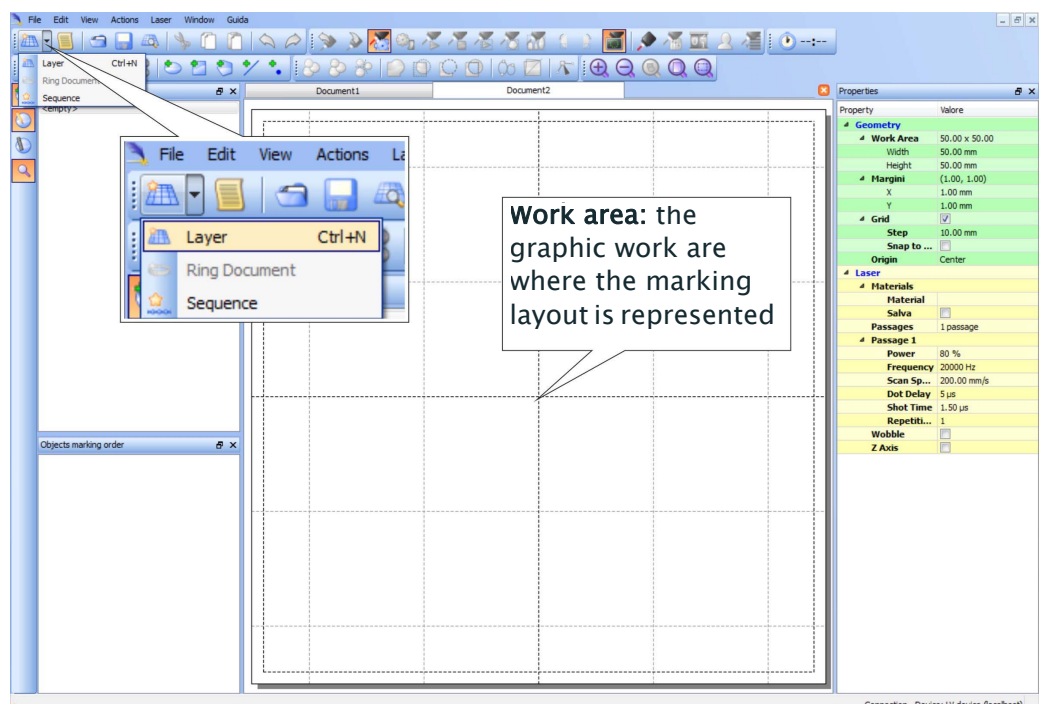 File Edit View Actions Laser Window Guida
--:--
Layer Ctrl+N
Ring Document
Sequence
<empty>
Document1 Document2
File Edit View Actions La
Layer Ctrl+N
Ring Document
Sequence
Work area: the
graphic work are
where the marking
layout is represented
Objects marking order
Properties
Property Valore
Geometry
Work Area 50.00 x 50.00
Width 50.00 mm
Height 50.00 mm
Margini (1.00, 1.00)
X 1.00 mm
Y 1.00 mm
Grid
Step 10.00 mm
Snap to ...
Origin Center
Laser
Materials
Material
Salva
Passages 1 passage
Passage 1
Power 80 %
Frequency 20000 Hz
Scan Sp... 200.00 mm/s
Dot Delay 5 µs
Shot Time 1.50 µs
Repetiti... 1
Wobble
Z Axis